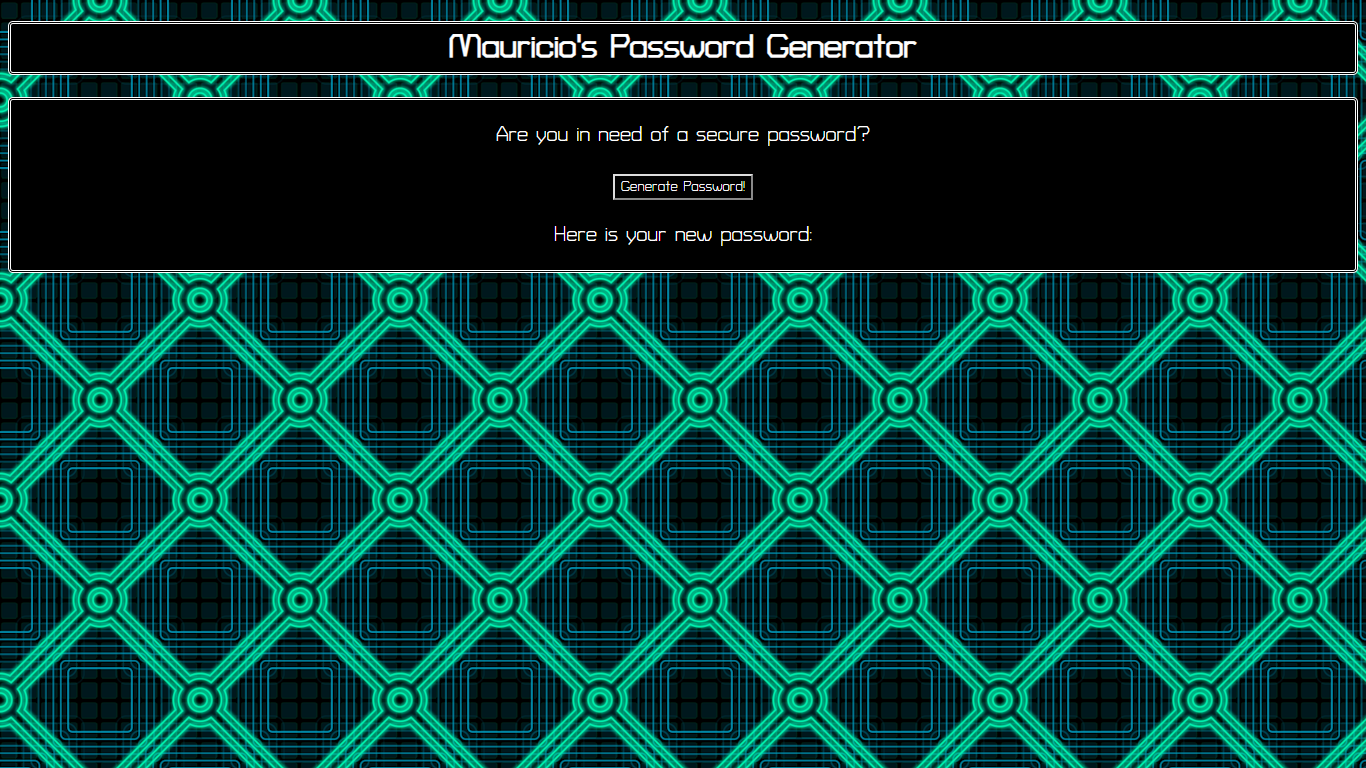 Mauricio's Password Generator
Are you in need of a secure password?
Generate Password!
Here is your new password: